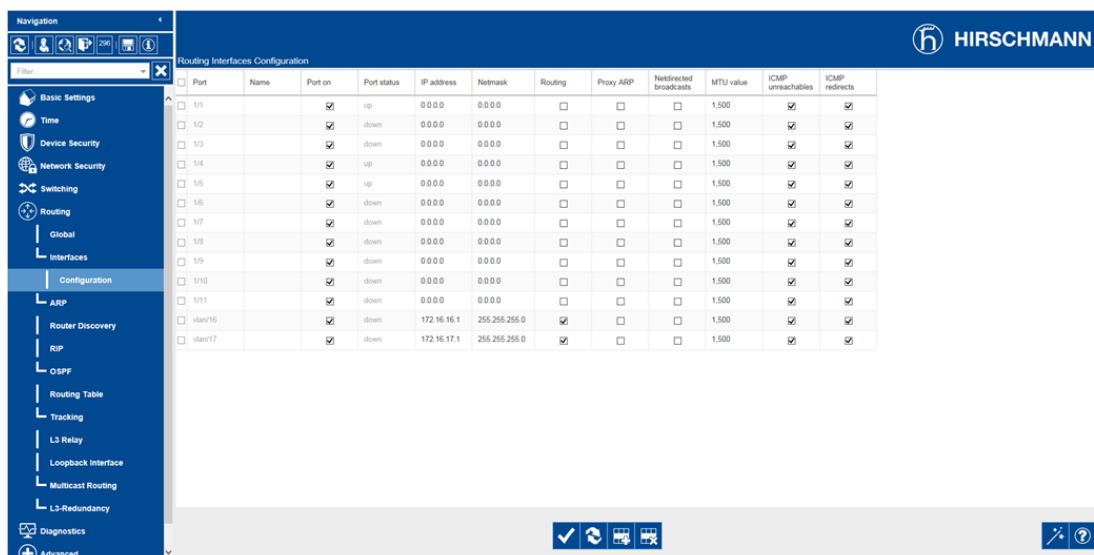 Navigation
296
HIRSCHMANN
Routing Interfaces Configuration
Filter...
Port Name Port on Port status IP address Netmask Routing Proxy ARP Netdirected broadcasts MTU value ICMP unreachables ICMP redirects
Basic Settings
Time
Device Security
Network Security
Switching
Routing
Global
Interfaces
Configuration
ARP
Router Discovery
RIP
OSPF
Routing Table
Tracking
L3 Relay
Loopback Interface
Multicast Routing
L3-Redundancy
Diagnostics
Advanced
1/1 up 0.0.0.0 0.0.0.0 1,500
1/2 down 0.0.0.0 0.0.0.0 1,500
1/3 down 0.0.0.0 0.0.0.0 1,500
1/4 up 0.0.0.0 0.0.0.0 1,500
1/5 up 0.0.0.0 0.0.0.0 1,500
1/6 down 0.0.0.0 0.0.0.0 1,500
1/7 down 0.0.0.0 0.0.0.0 1,500
1/8 down 0.0.0.0 0.0.0.0 1,500
1/9 down 0.0.0.0 0.0.0.0 1,500
1/10 down 0.0.0.0 0.0.0.0 1,500
1/11 down 0.0.0.0 0.0.0.0 1,500
vlan/16 down 172.16.16.1 255.255.255.0 1,500
vlan/17 down 172.16.17.1 255.255.255.0 1,500